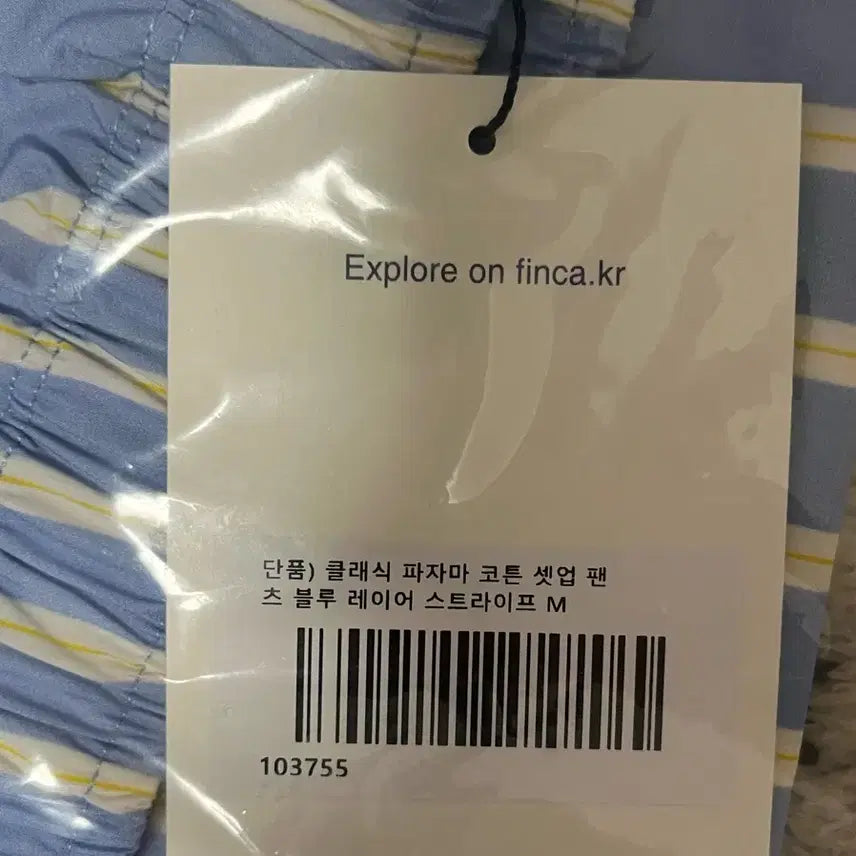 Explore on finca.kr
단품) 클래식 파자마 코튼 셋업 팬
츠 블루 레이어 스트라이프 M
103755